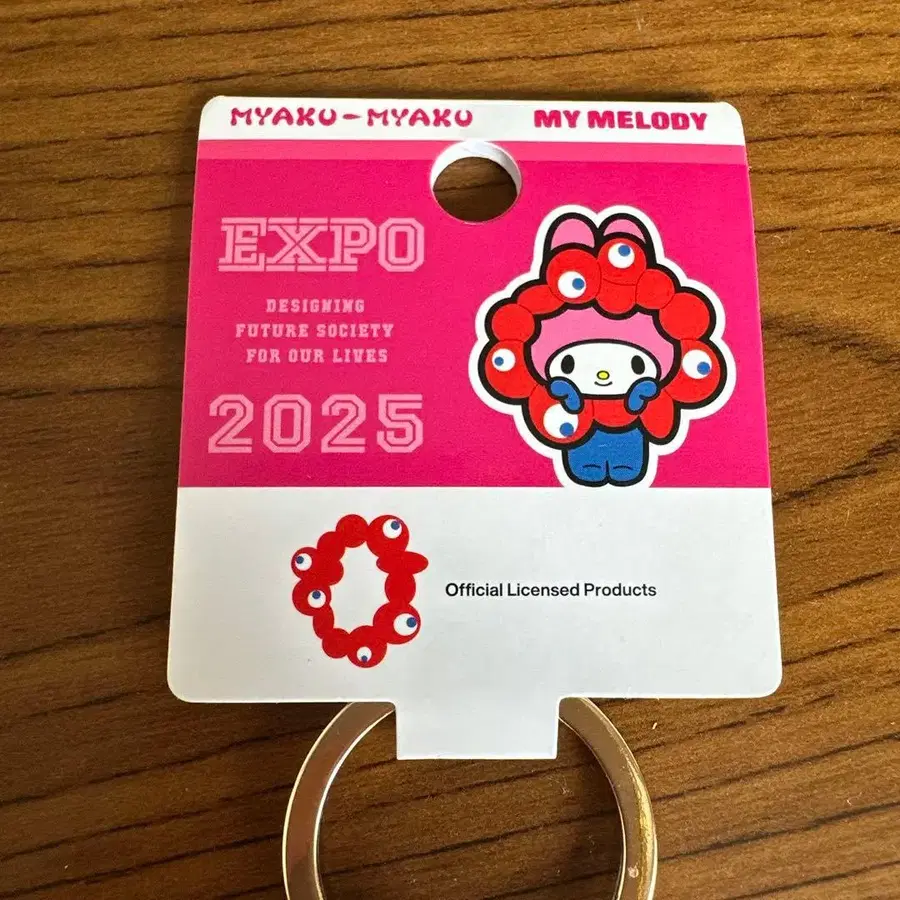 MYAKU-MYAKU MY MELODY
EXPO
DESIGNING
FUTURE SOCIETY
FOR OUR LIVES
2025
Official Licensed Products